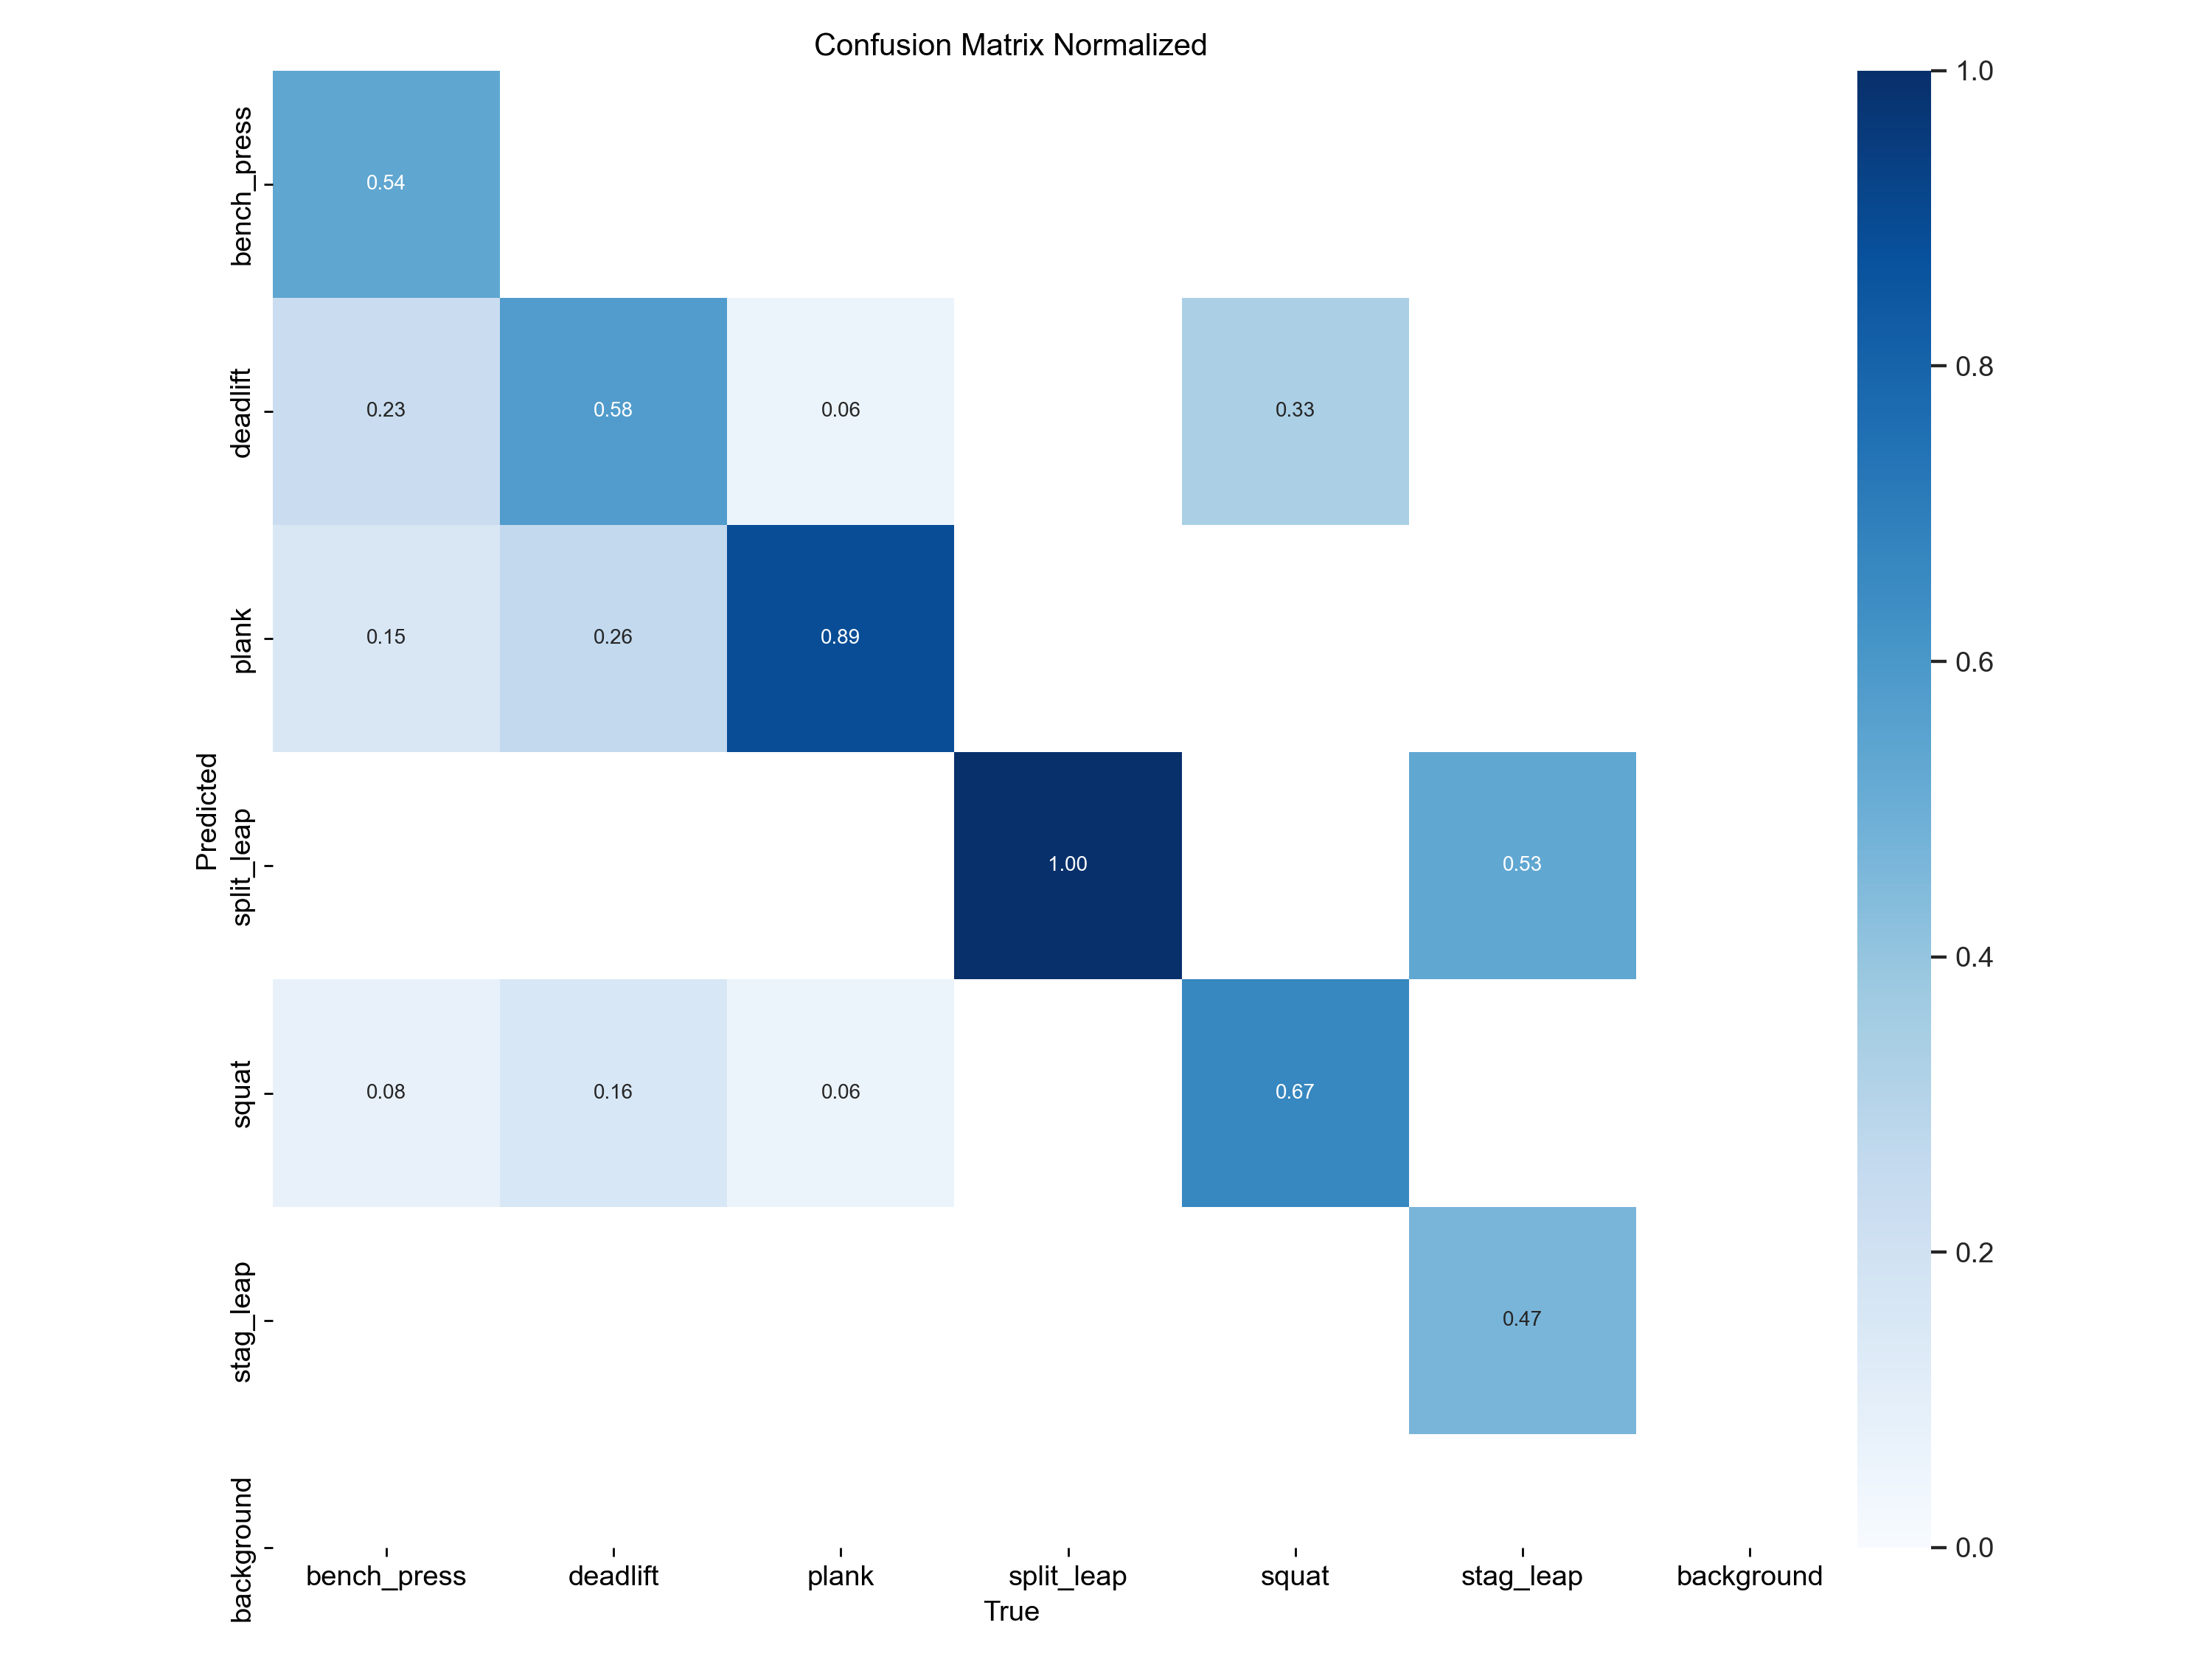 Confusion Matrix Normalized
Predicted
bench_press
0.54
deadlift
0.23 0.58 0.06 0.33
plank
0.15 0.26 0.89
split_leap
1.00 0.53
squat
0.08 0.16 0.06 0.67
stag_leap
0.47
background
bench_press deadlift plank split_leap squat stag_leap background
True
1.0
0.8
0.6
0.4
0.2
0.0